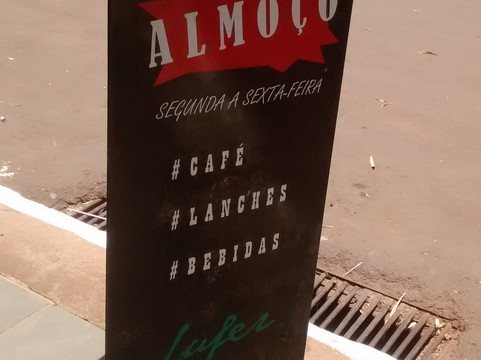 ALMOÇO
SEGUNDA A SEXTA-FEIRA
#CAFÉ
#LANCHES
#BEBIDAS